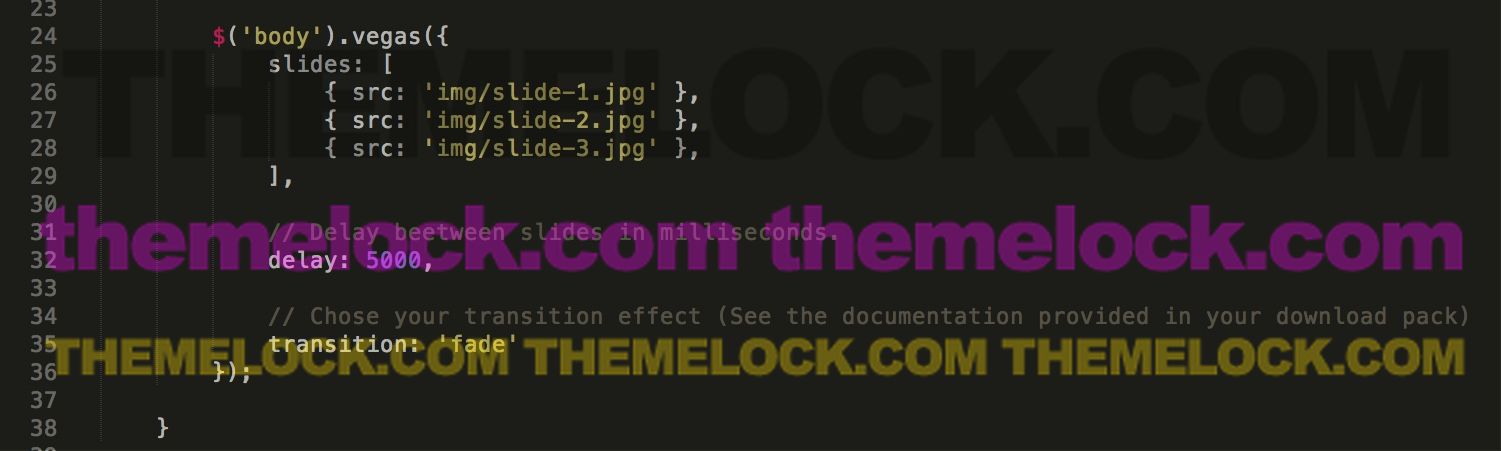 23
24 $('body').vegas({
25 slides: [
26 { src: 'img/slide-1.jpg' },
27 { src: 'img/slide-2.jpg' },
28 { src: 'img/slide-3.jpg' },
29 ],
THEMELOCK.COM
30
31 // Delay beetween slides in milliseconds.
themelock.com themelock.com
32 delay: 5000,
33
34 // Chose your transition effect (See the documentation provided in your download pack)
35 transition: 'fade'
THEMELOCK.COM THEMELOCK.COM THEMELOCK.COM
36 });
37
38 }